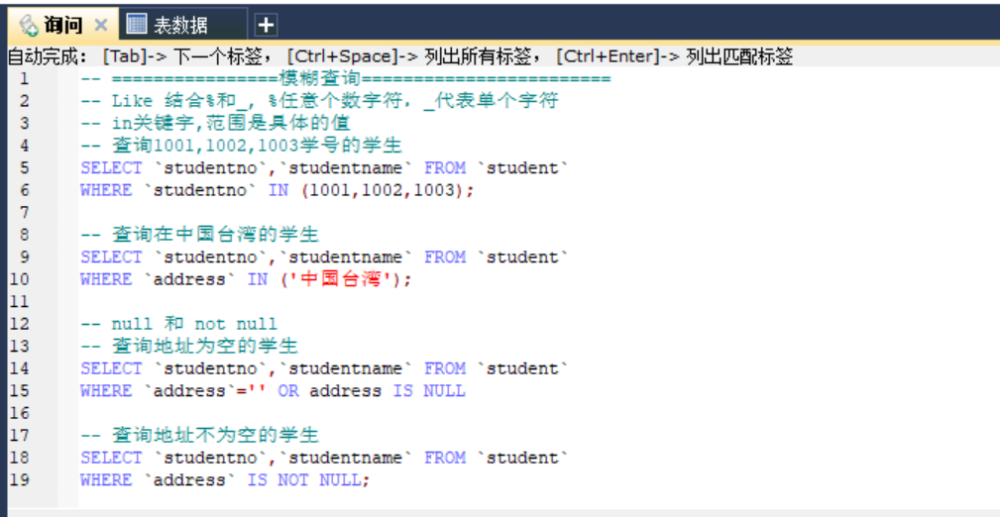 询问 × 表数据 +
自动完成： [Tab]-> 下一个标签， [Ctrl+Space]-> 列出所有标签， [Ctrl+Enter]-> 列出匹配标签
1 -- ================模糊查询========================
2 -- Like 结合%和_, %任意个数字符，_代表单个字符
3 -- in关键字,范围是具体的值
4 -- 查询1001,1002,1003学号的学生
5 SELECT `studentno`,`studentname` FROM `student`
6 WHERE `studentno` IN (1001,1002,1003);
7
8 -- 查询在中国台湾的学生
9 SELECT `studentno`,`studentname` FROM `student`
10 WHERE `address` IN ('中国台湾');
11
12 -- null 和 not null
13 -- 查询地址为空的学生
14 SELECT `studentno`,`studentname` FROM `student`
15 WHERE `address`='' OR address IS NULL
16
17 -- 查询地址不为空的学生
18 SELECT `studentno`,`studentname` FROM `student`
19 WHERE `address` IS NOT NULL;